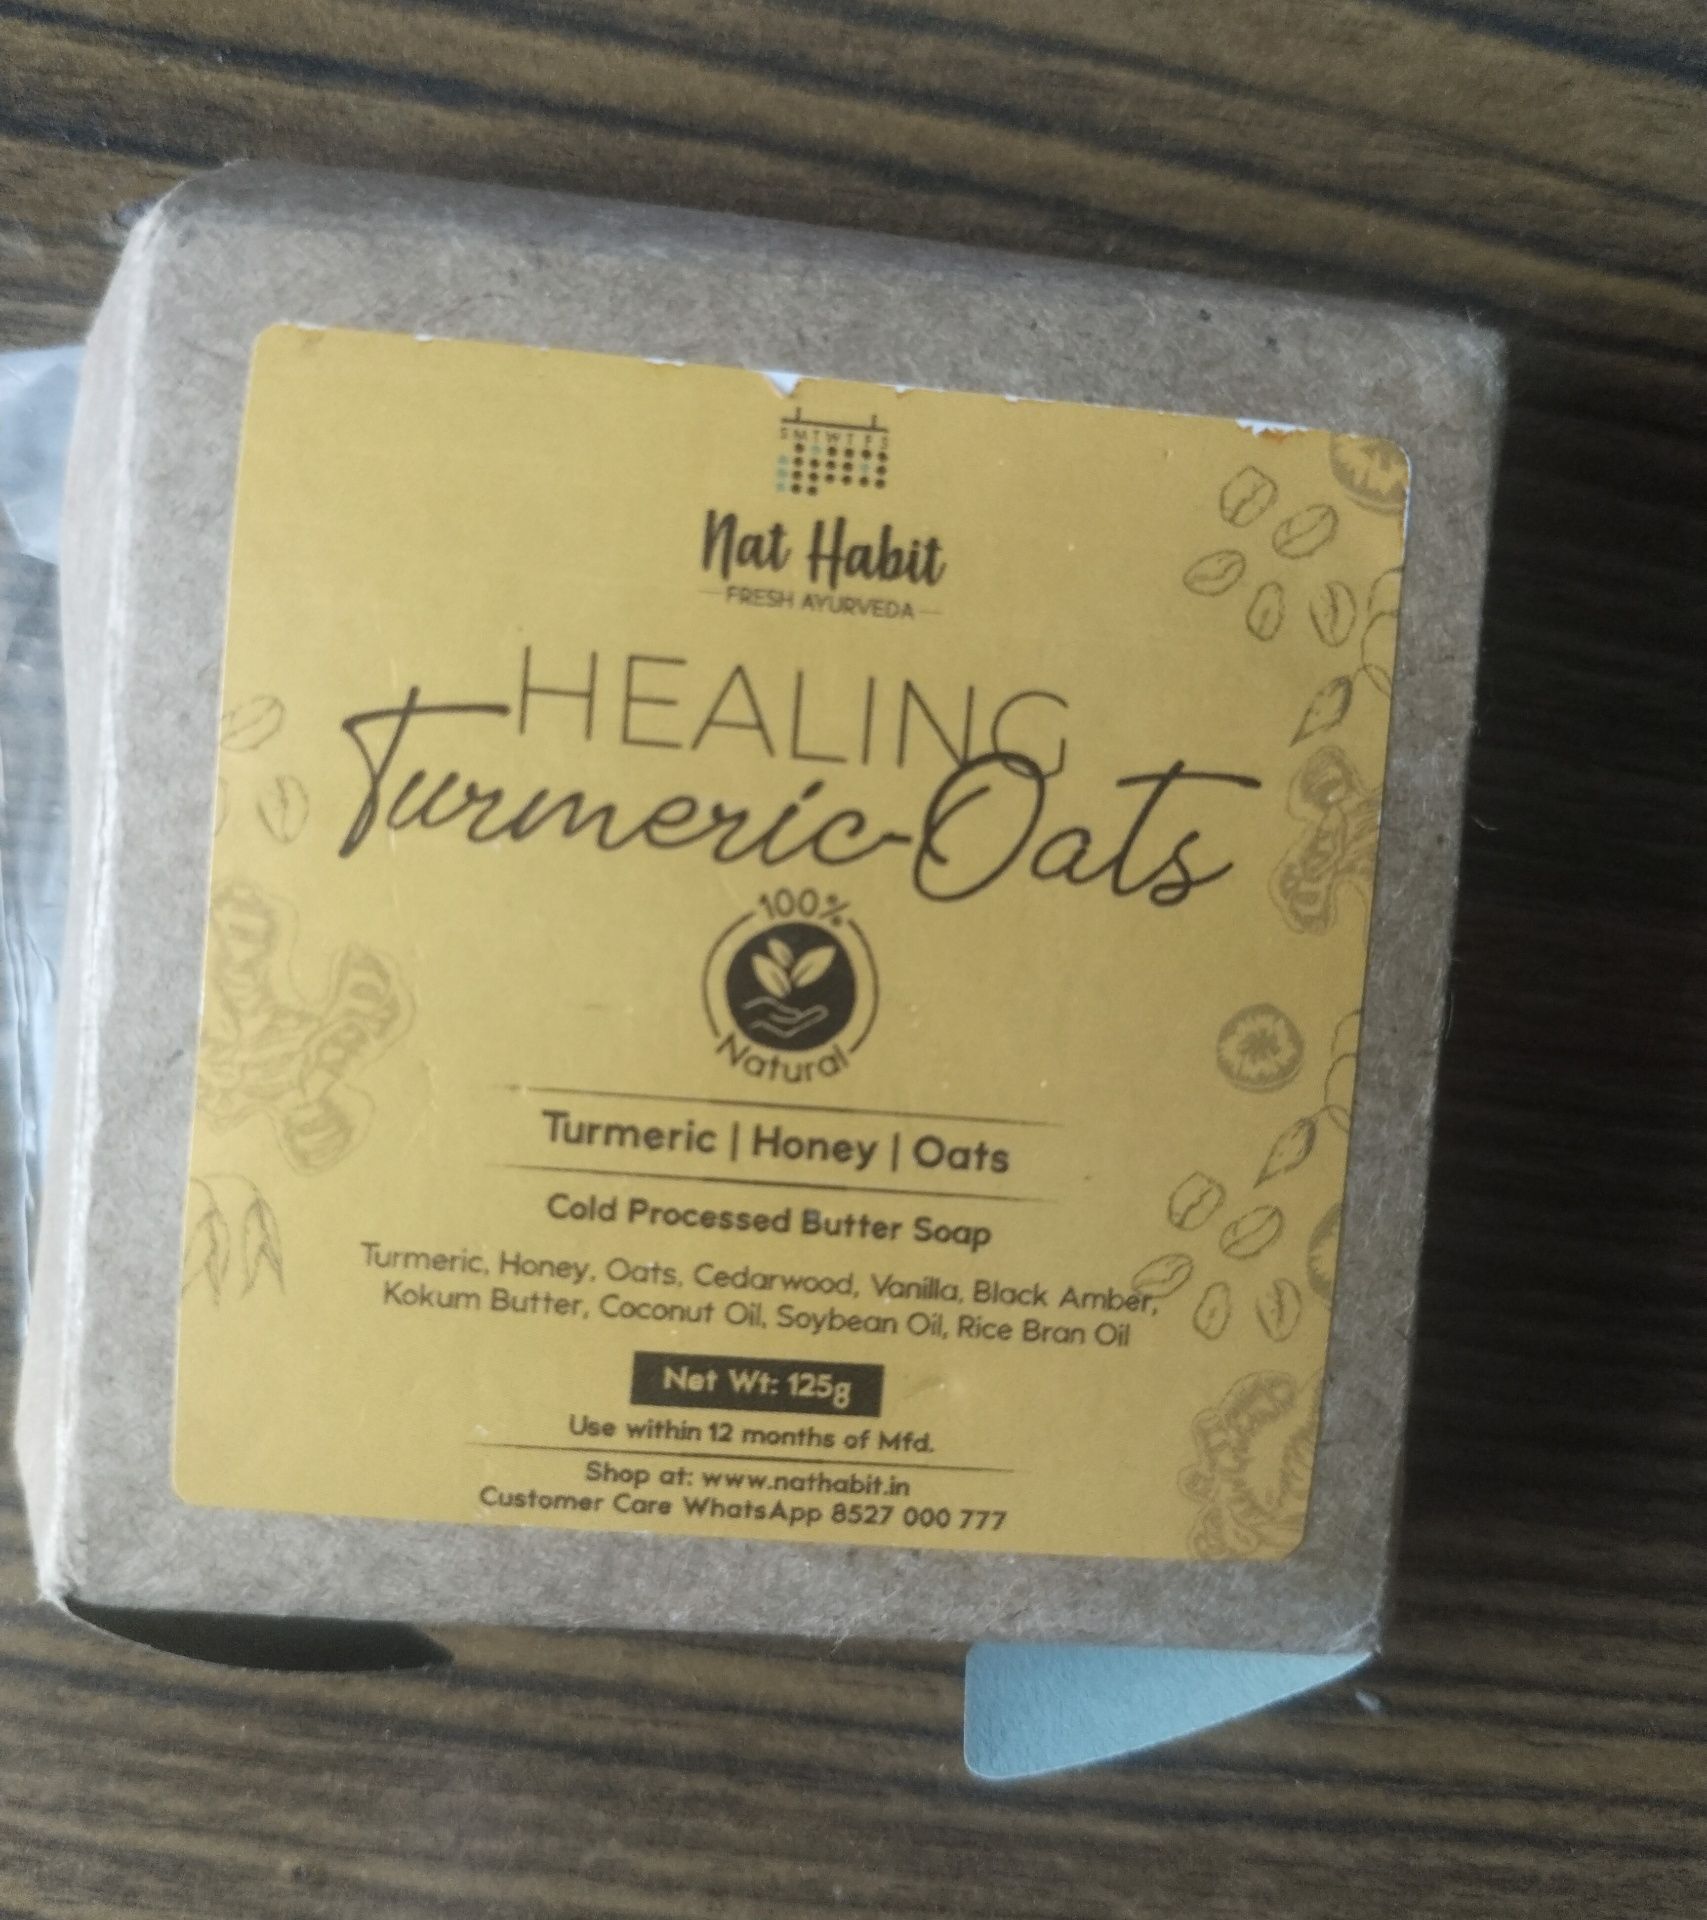 S M T W T F S
Nat Habit
FRESH AYURVEDA
HEALING
Turmeric-Oats
100%
Natural
Turmeric | Honey | Oats
Cold Processed Butter Soap
Turmeric, Honey, Oats, Cedarwood, Vanilla, Black Amber,
Kokum Butter, Coconut Oil, Soybean Oil, Rice Bran Oil
Net Wt: 125g
Use within 12 months of Mfd.
Shop at: www.nathabit.in
Customer Care WhatsApp 8527 000 777